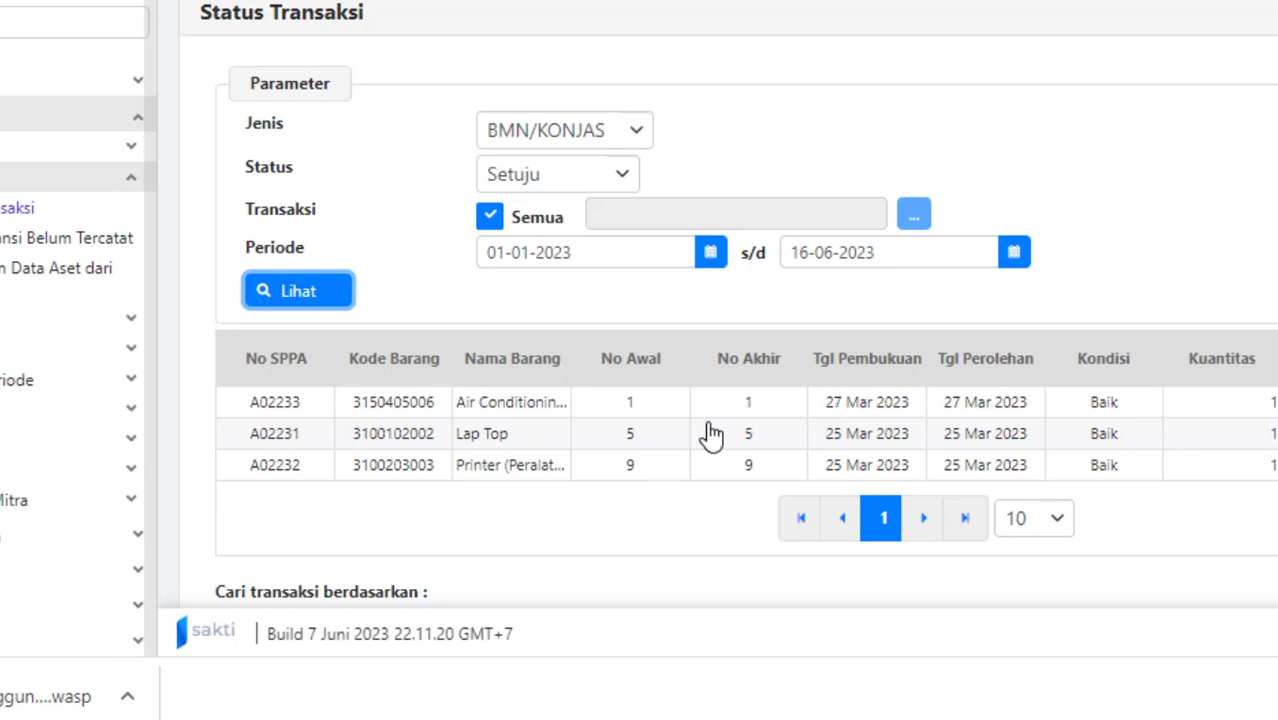 Status Transaksi
Parameter
Jenis
BMN/KONJAS
Status
Setuju
Transaksi
Semua
...
Periode
01-01-2023
s/d
16-06-2023
Lihat
saksi
nsi Belum Tercatat
n Data Aset dari
riode
Mitra
No SPPA Kode Barang Nama Barang No Awal No Akhir Tgl Pembukuan Tgl Perolehan Kondisi Kuantitas
A02233 3150405006 Air Conditionin... 1 1 27 Mar 2023 27 Mar 2023 Baik 1
A02231 3100102002 Lap Top 5 5 25 Mar 2023 25 Mar 2023 Baik 1
A02232 3100203003 Printer (Peralat... 9 9 25 Mar 2023 25 Mar 2023 Baik 1
1
10
Cari transaksi berdasarkan :
sakti
Build 7 Juni 2023 22.11.20 GMT+7
ggun....wasp